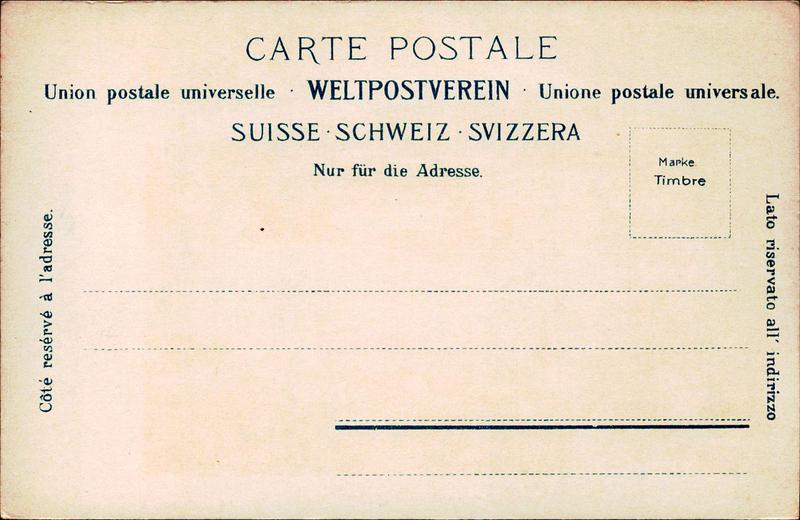 CARTE POSTALE
Union postale universelle · WELTPOSTVEREIN · Unione postale universale.
SUISSE · SCHWEIZ · SVIZZERA
Nur für die Adresse.
Marke
Timbre
Côté resérvé à l'adresse.
Lato riservato all' indirizzo